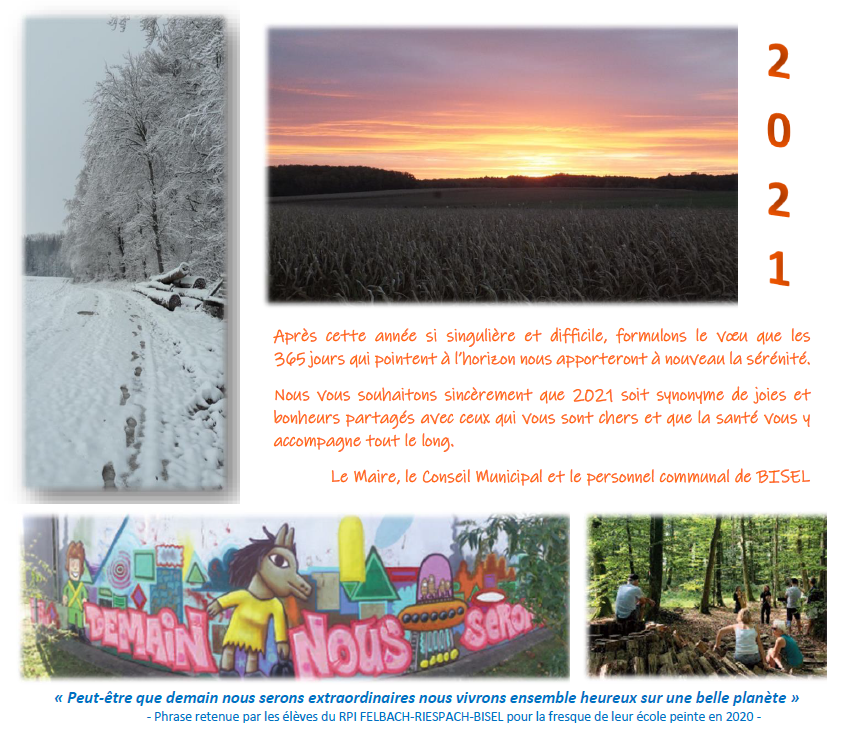 2
0
2
1
Après cette année si singulière et difficile, formulons le vœu que les
365 jours qui pointent à l'horizon nous apporteront à nouveau la sérénité.
Nous vous souhaitons sincèrement que 2021 soit synonyme de joies et
bonheurs partagés avec ceux qui vous sont chers et que la santé vous y
accompagne tout le long.
Le Maire, le Conseil Municipal et le personnel communal de BISEL
DEMAIN NOUS
« Peut-être que demain nous serons extraordinaires nous vivrons ensemble heureux sur une belle planète »
- Phrase retenue par les élèves du RPI FELBACH-RIESPACH-BISEL pour la fresque de leur école peinte en 2020 -